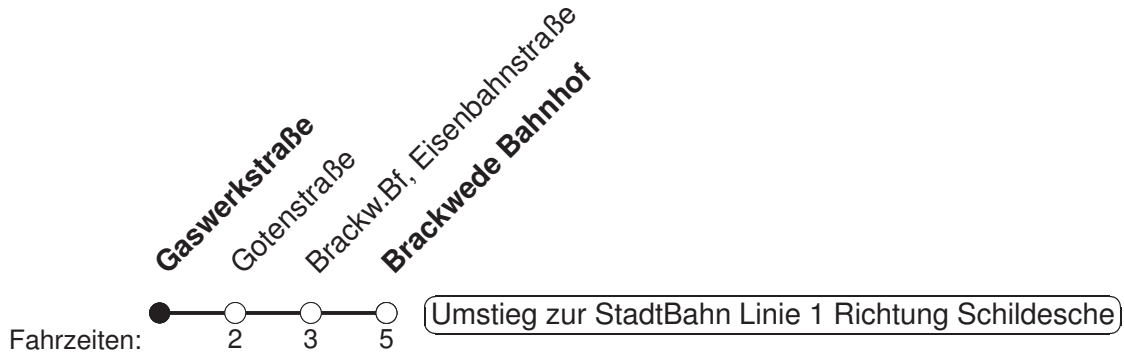 Gaswerkstraße
Gotenstraße
Brackw.Bf, Eisenbahnstraße
Brackwede Bahnhof
Umstieg zur StadtBahn Linie 1 Richtung Schildesche
Fahrzeiten: 2 3 5